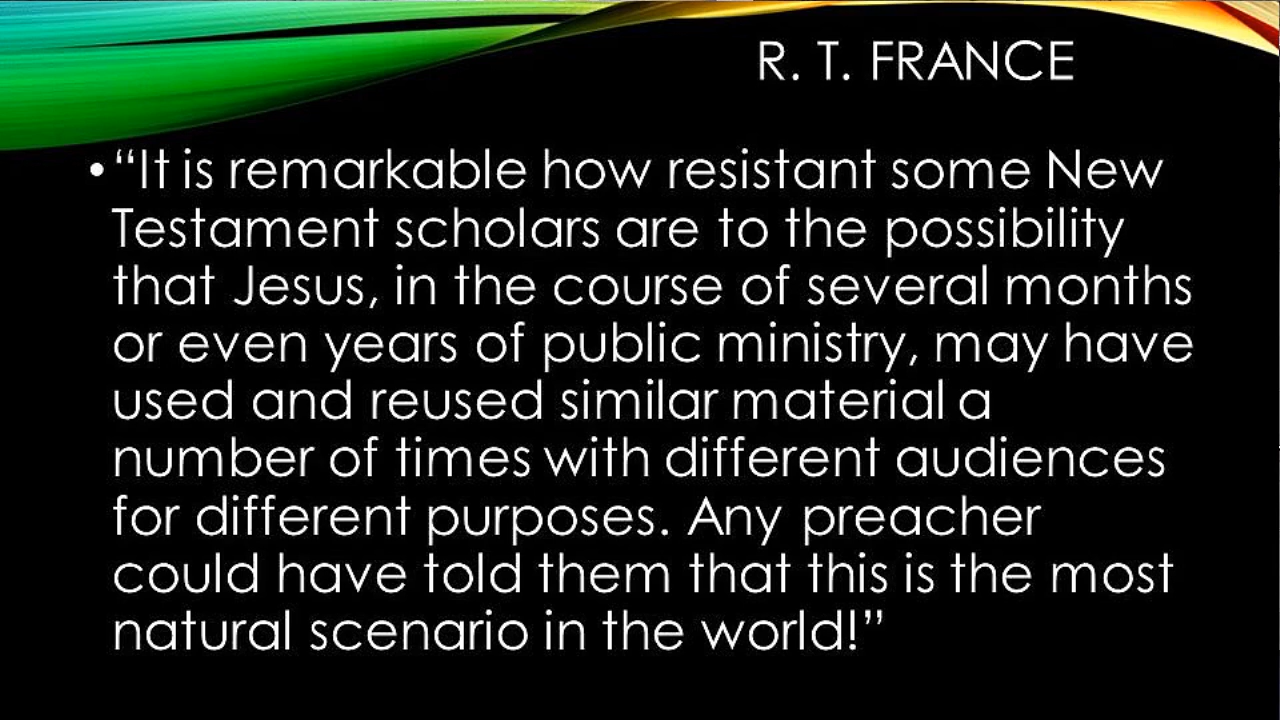 R. T. FRANCE
•“It is remarkable how resistant some New
Testament scholars are to the possibility
that Jesus, in the course of several months
or even years of public ministry, may have
used and reused similar material a
number of times with different audiences
for different purposes. Any preacher
could have told them that this is the most
natural scenario in the world!”